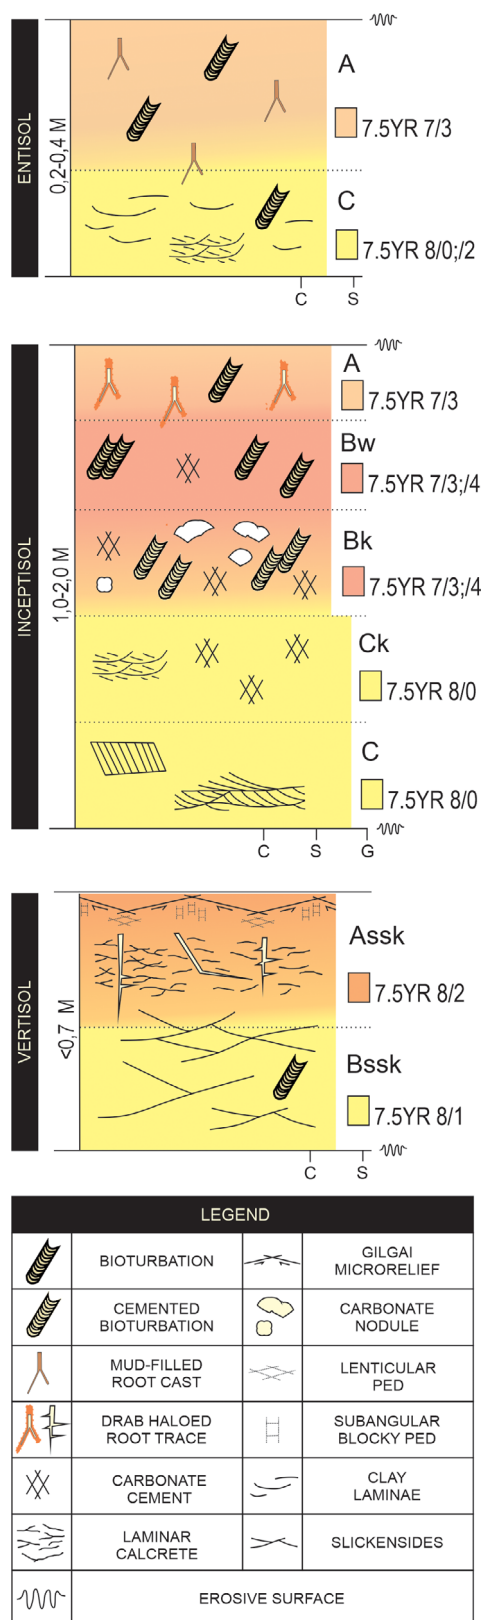 ENTISOL
0,2-0,4 M
A
7.5YR 7/3
C
7.5YR 8/0;/2
C S
INCEPTISOL
1,0-2,0 M
A
7.5YR 7/3
Bw
7.5YR 7/3;/4
Bk
7.5YR 7/3;/4
Ck
7.5YR 8/0
C
7.5YR 8/0
C S G
VERTISOL
<0,7 M
Assk
7.5YR 8/2
Bssk
7.5YR 8/1
C S
LEGEND
BIOTURBATION
GILGAI
MICRORELIEF
CEMENTED
BIOTURBATION
CARBONATE
NODULE
MUD-FILLED
ROOT CAST
LENTICULAR
PED
DRAB HALOED
ROOT TRACE
SUBANGULAR
BLOCKY PED
CARBONATE
CEMENT
CLAY
LAMINAE
LAMINAR
CALCRETE
SLICKENSIDES
EROSIVE SURFACE